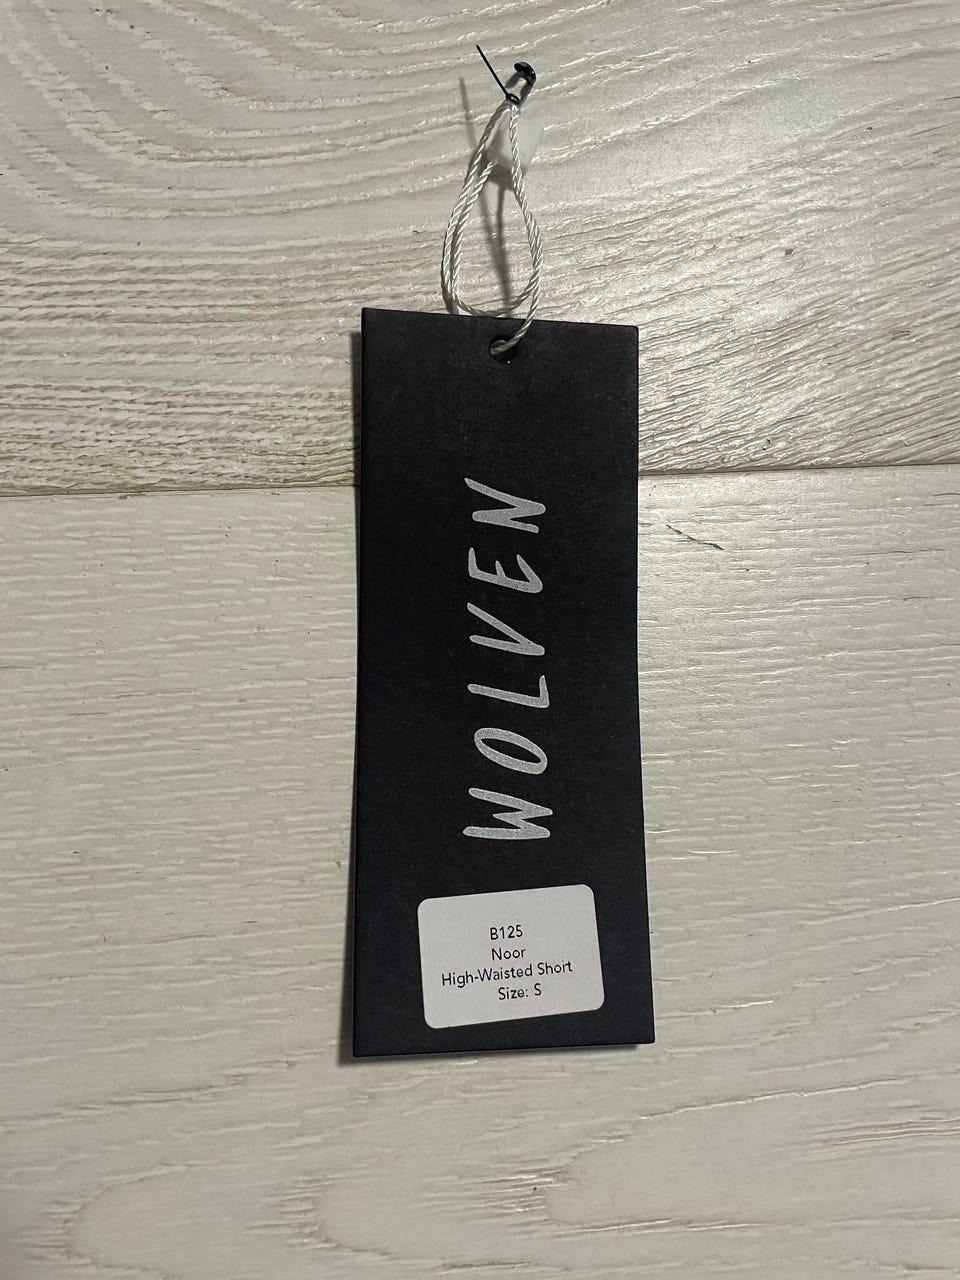 WOLVEN
B125
Noor
High-Waisted Short
Size: S